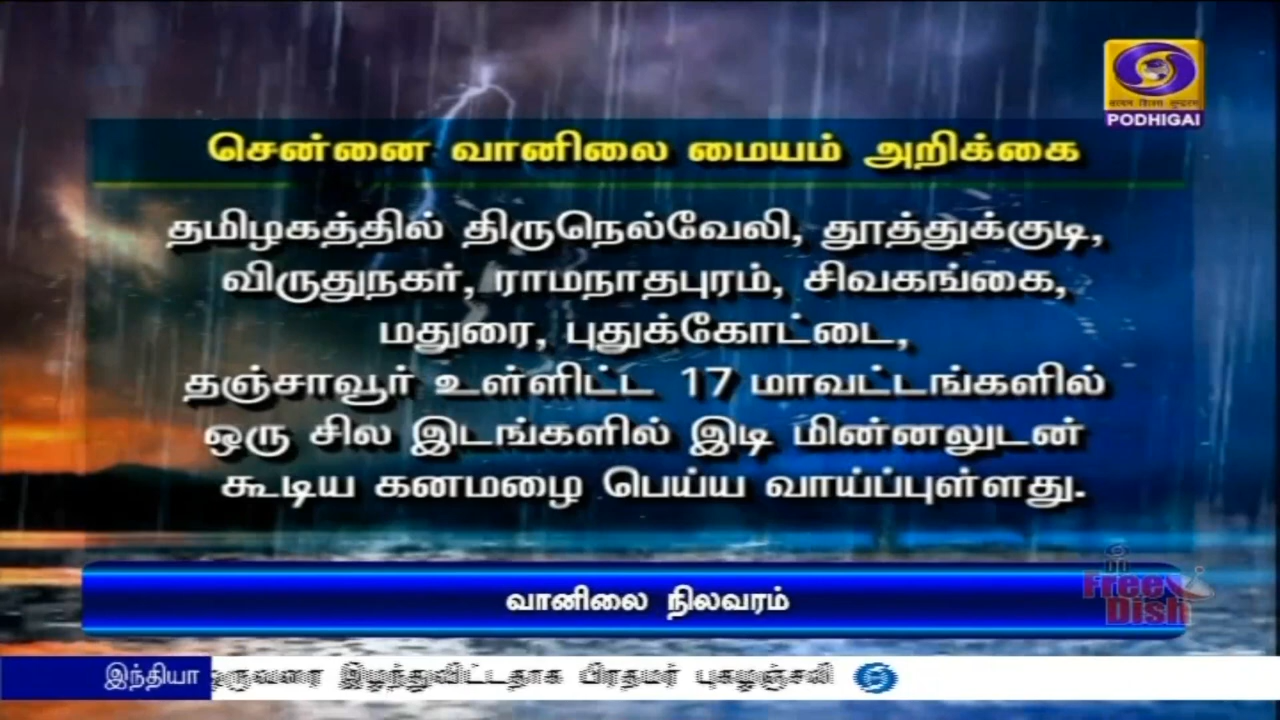 சென்னை வானிலை மையம் அறிக்கை
PODHIGAI
தமிழகத்தில் திருநெல்வேலி, தூத்துக்குடி,
விருதுநகர், ராமநாதபுரம், சிவகங்கை,
மதுரை, புதுக்கோட்டை,
தஞ்சாவூர் உள்ளிட்ட 17 மாவட்டங்களில்
ஒரு சில இடங்களில் இடி மின்னலுடன்
கூடிய கனமழை பெய்ய வாய்ப்புள்ளது.
வானிலை நிலவரம்
Free
Dish
இந்தியா இழந்துவிட்டதாக பிரதமர் புகழஞ்சலி